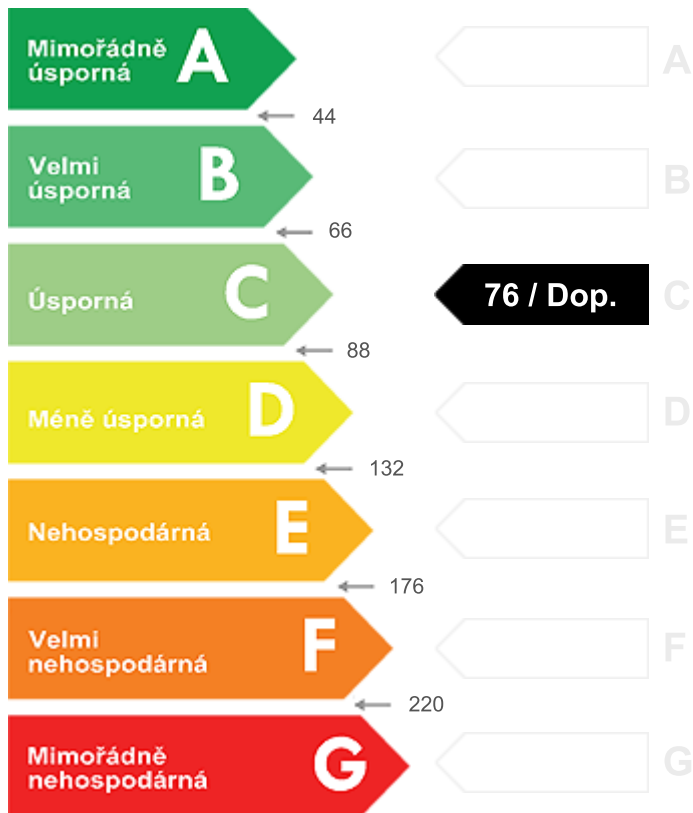 Mimořádně
úsporná
A
A
44
Velmi
úsporná
B
B
66
Úsporná
C
76 / Dop.
C
88
Méně úsporná
D
D
132
Nehospodárná
E
E
176
Velmi
nehospodárná
F
F
220
Mimořádně
nehospodárná
G
G